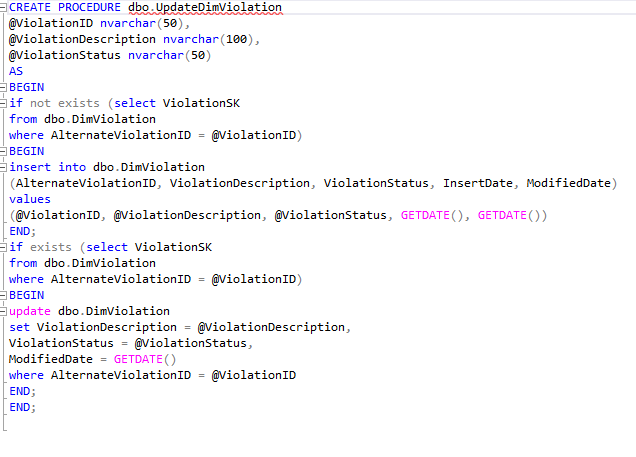 CREATE PROCEDURE dbo.UpdateDimViolation
@ViolationID nvarchar(50),
@ViolationDescription nvarchar(100),
@ViolationStatus nvarchar(50)
AS
BEGIN
if not exists (select ViolationSK
from dbo.DimViolation
where AlternateViolationID = @ViolationID)
BEGIN
insert into dbo.DimViolation
(AlternateViolationID, ViolationDescription, ViolationStatus, InsertDate, ModifiedDate)
values
(@ViolationID, @ViolationDescription, @ViolationStatus, GETDATE(), GETDATE())
END;
if exists (select ViolationSK
from dbo.DimViolation
where AlternateViolationID = @ViolationID)
BEGIN
update dbo.DimViolation
set ViolationDescription = @ViolationDescription,
ViolationStatus = @ViolationStatus,
ModifiedDate = GETDATE()
where AlternateViolationID = @ViolationID
END;
END;